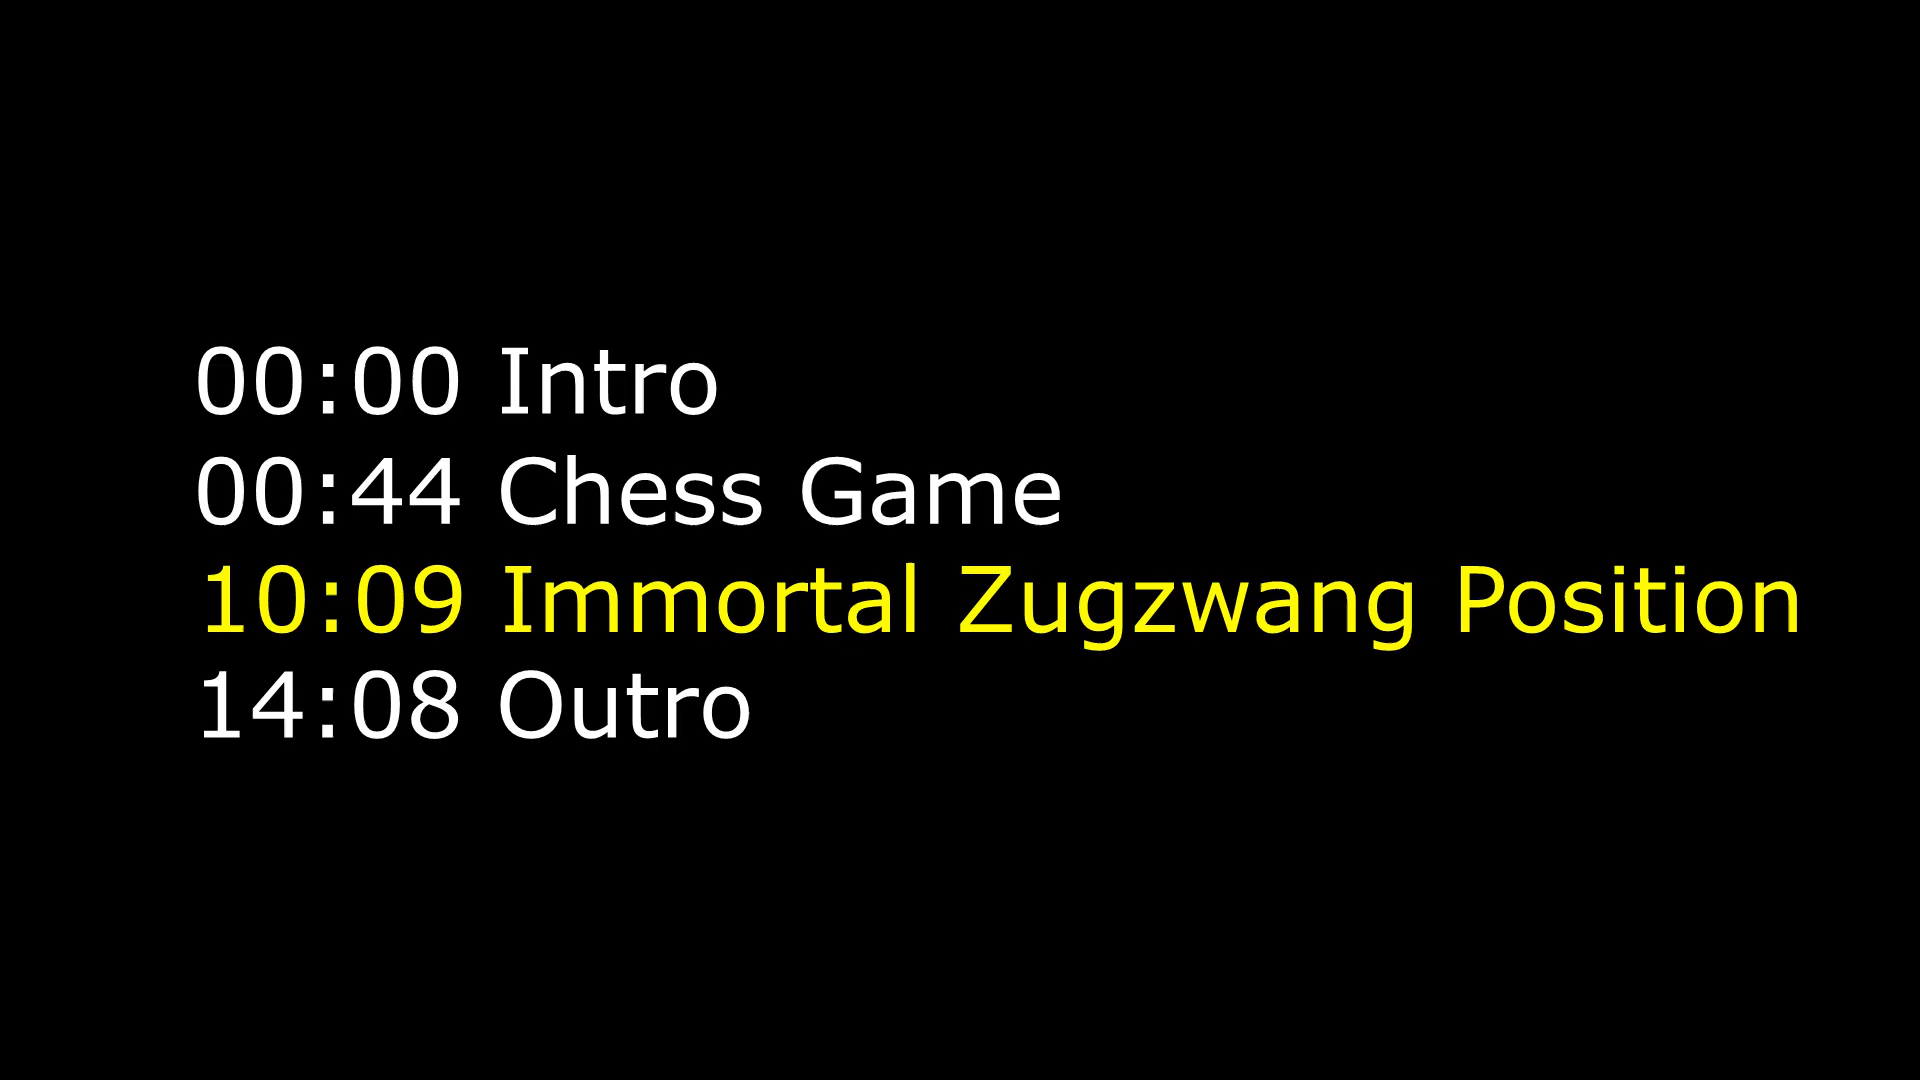 00:00 Intro
00:44 Chess Game
10:09 Immortal Zugzwang Position
14:08 Outro